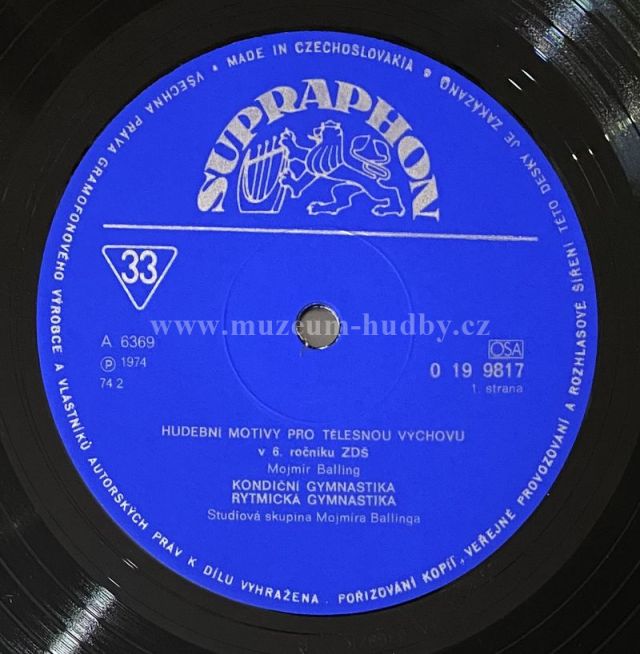 VŠECHNA PRÁVA GRAMOFONOVÉHO VÝROBCE A VLASTNÍKŮ AUTORSKÝCH PRÁV K DÍLU VYHRAŽENA. POŘIZOVÁNÍ KOPIÍ, VEŘEJNÉ PROVOZOVÁNÍ A ROZHLASOVÉ ŠÍŘENÍ TÉTO DESKY JE ZAKÁZÁNO
• MADE IN CZECHOSLOVAKIA •
SUPRAPHON
33
www.muzeum-hudby.cz
A 6369
Ⓟ 1974
74 2
OSA
0 19 9817
1. strana
HUDEBNÍ MOTIVY PRO TĚLESNOU VÝCHOVU
v 6. ročníku ZDŠ
Mojmír Balling
KONDIČNÍ GYMNASTIKA
RYTMICKÁ GYMNASTIKA
Studiová skupina Mojmíra Ballinga